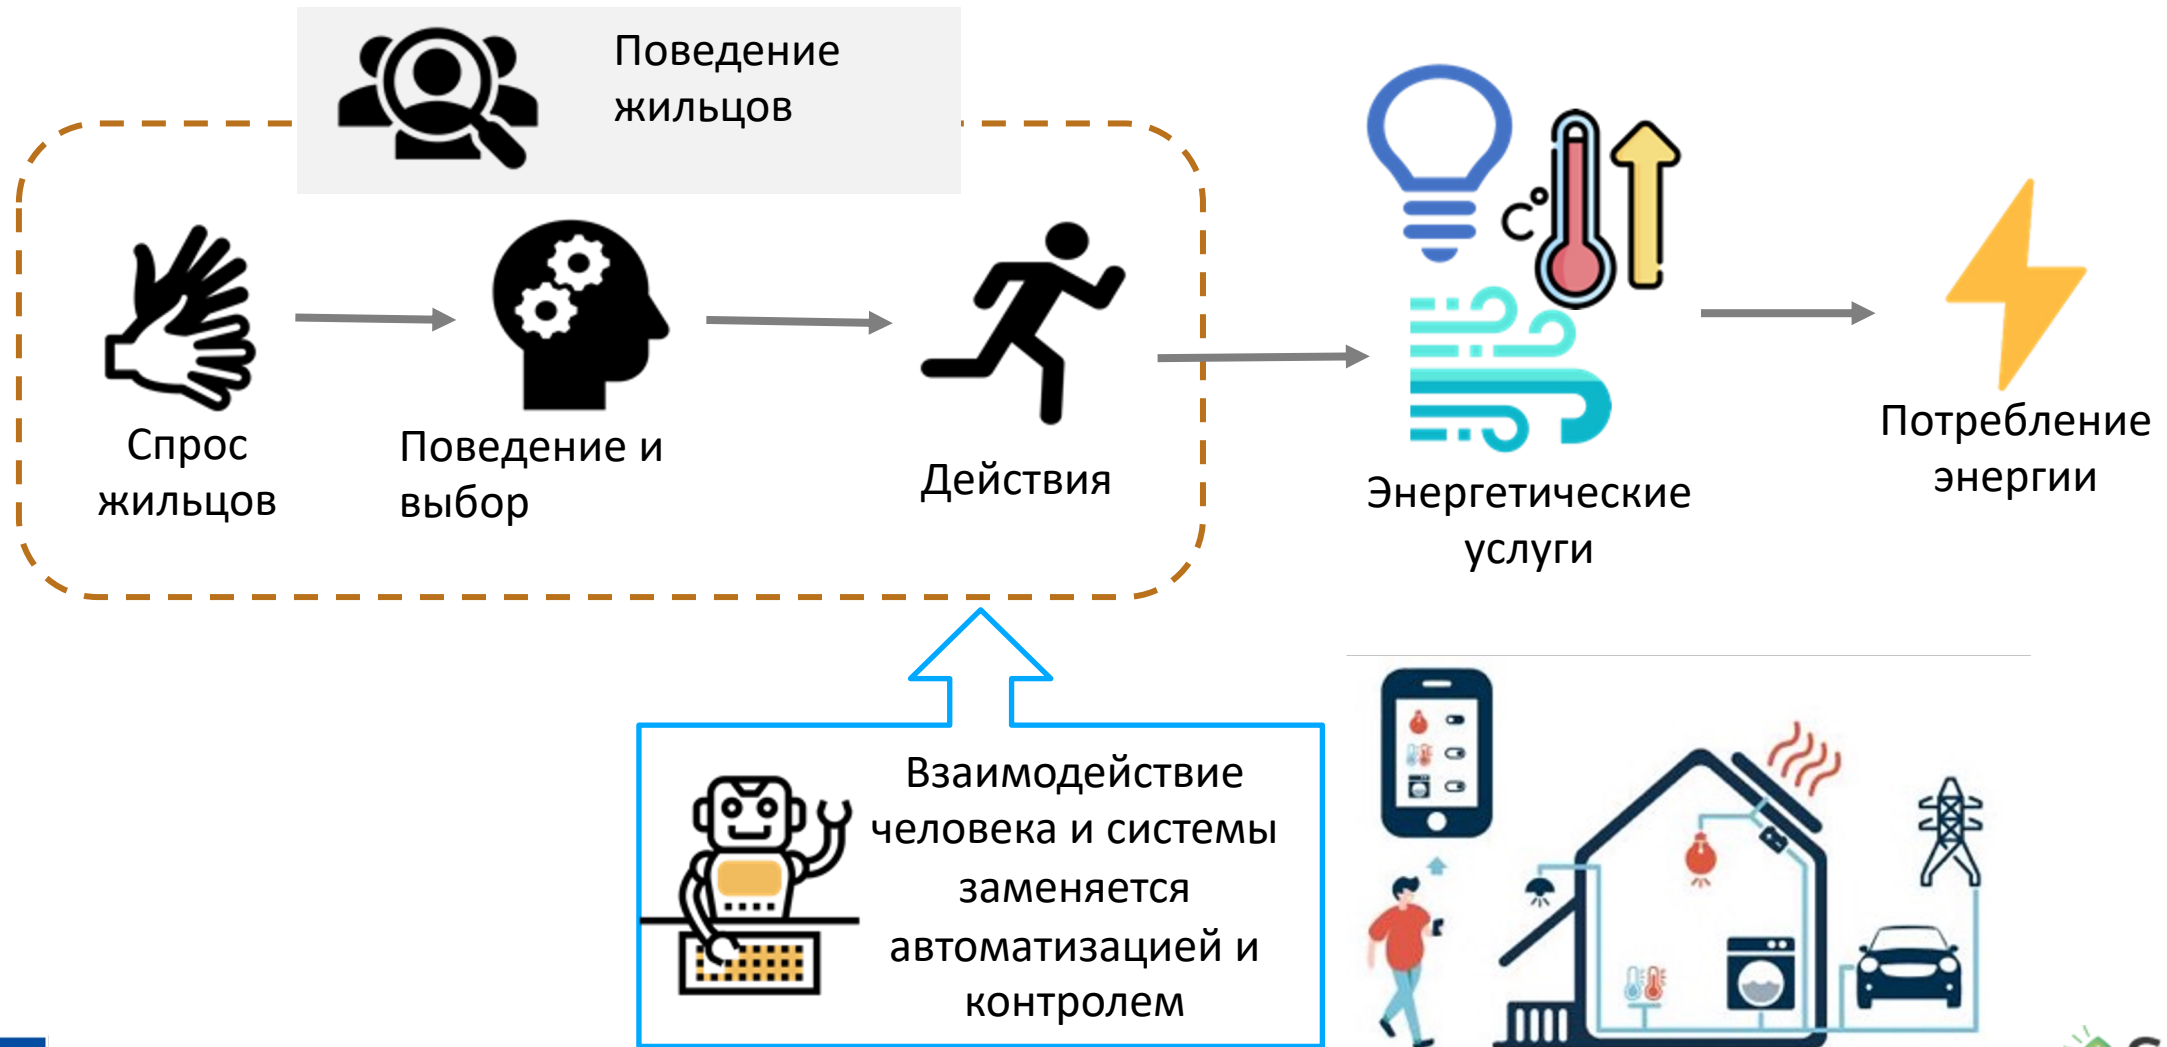 Поведение
жильцов
Спрос
жильцов
Поведение и
выбор
Действия
C°
Энергетические
услуги
Потребление
энергии
Взаимодействие
человека и системы
заменяется
автоматизацией и
контролем